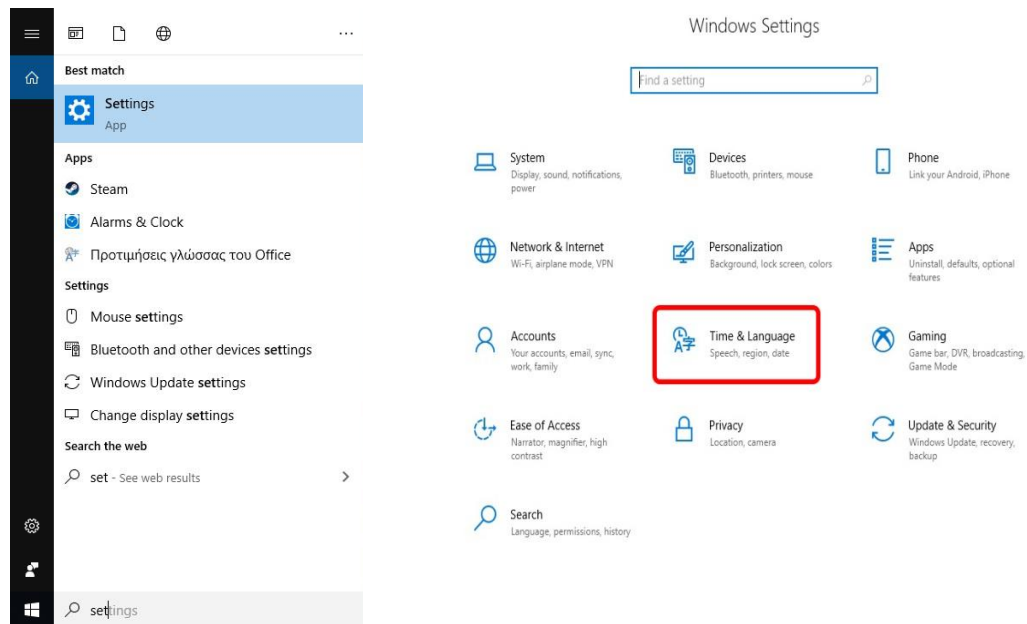 Best match
Settings
App
Apps
Steam
Alarms & Clock
Προτιμήσεις γλώσσας του Office
Settings
Mouse settings
Bluetooth and other devices settings
Windows Update settings
Change display settings
Search the web
set - See web results
settings
Windows Settings
Find a setting
System
Display, sound, notifications,
power
Devices
Bluetooth, printers, mouse
Phone
Link your Android, iPhone
Network & Internet
Wi-Fi, airplane mode, VPN
Personalization
Background, lock screen, colors
Apps
Uninstall, defaults, optional
features
Accounts
Your accounts, email, sync,
work, family
Time & Language
Speech, region, date
Gaming
Game bar, DVR, broadcasting,
Game Mode
Ease of Access
Narrator, magnifier, high
contrast
Privacy
Location, camera
Update & Security
Windows Update, recovery,
backup
Search
Language, permissions, history